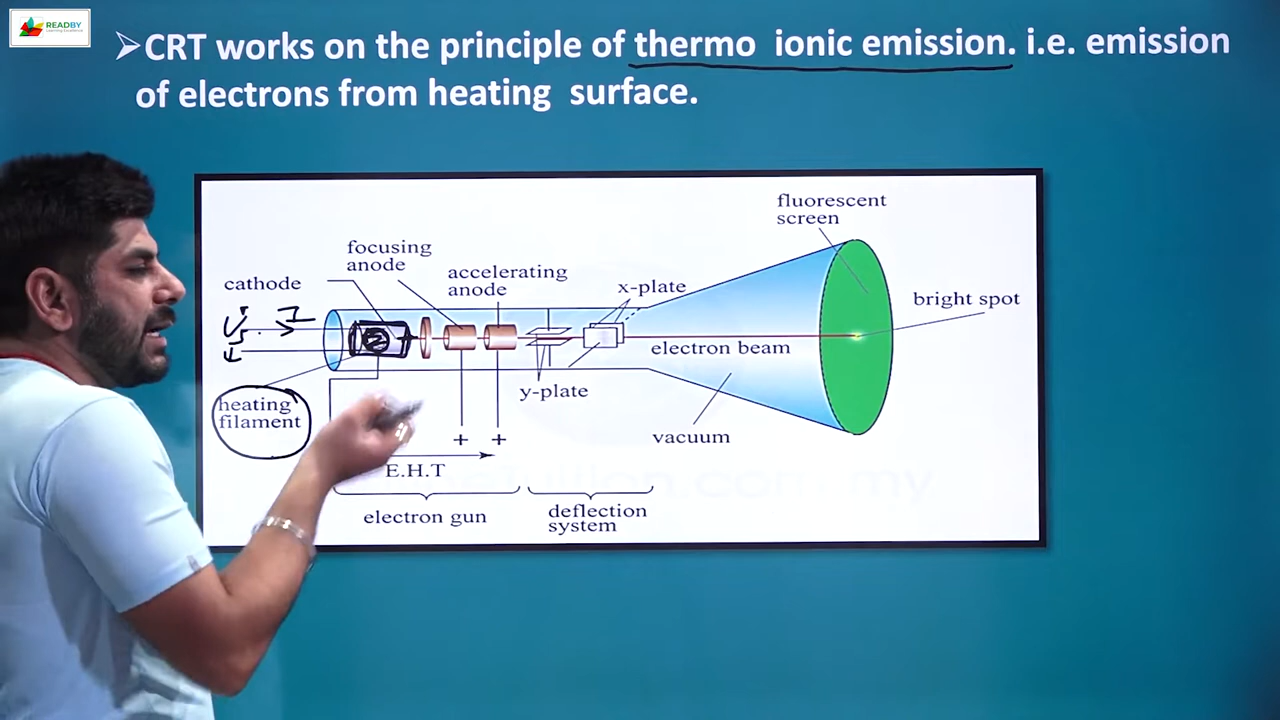 READBY
Learning Excellence
➢CRT works on the principle of thermo ionic emission. i.e. emission
of electrons from heating surface.
fluorescent
screen
focusing
anode
accelerating
anode
cathode
x-plate
bright spot
I
electron beam
y-plate
heating
filament
vacuum
+ +
E.H.T
electron gun
deflection
system